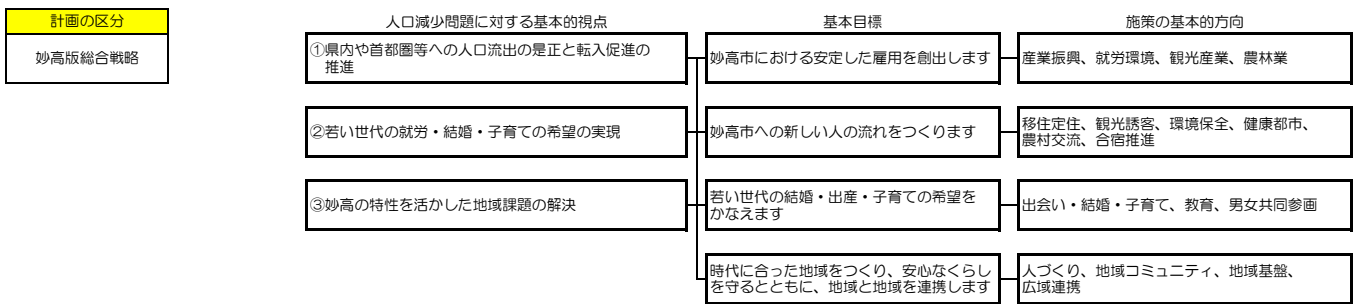 計画の区分
妙高版総合戦略
人口減少問題に対する基本的視点
基本目標
施策の基本的方向
①県内や首都圏等への人口流出の是正と転入促進の
推進
妙高市における安定した雇用を創出します
産業振興、就労環境、観光産業、農林業
②若い世代の就労・結婚・子育ての希望の実現
妙高市への新しい人の流れをつくります
移住定住、観光誘客、環境保全、健康都市、
農村交流、合宿推進
③妙高の特性を活かした地域課題の解決
若い世代の結婚・出産・子育ての希望を
かなえます
出会い・結婚・子育て、教育、男女共同参画
時代に合った地域をつくり、安心なくらし
を守るとともに、地域と地域を連携します
人づくり、地域コミュニティ、地域基盤、
広域連携